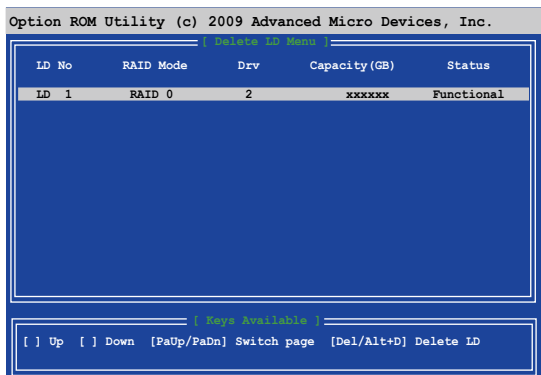 Option ROM Utility (c) 2009 Advanced Micro Devices, Inc.
[ Delete LD Menu ]
LD No RAID Mode Drv Capacity(GB) Status
LD 1 RAID 0 2 xxxxxx Functional
[ Keys Available ]
[ ] Up [ ] Down [PaUp/PaDn] Switch page [Del/Alt+D] Delete LD